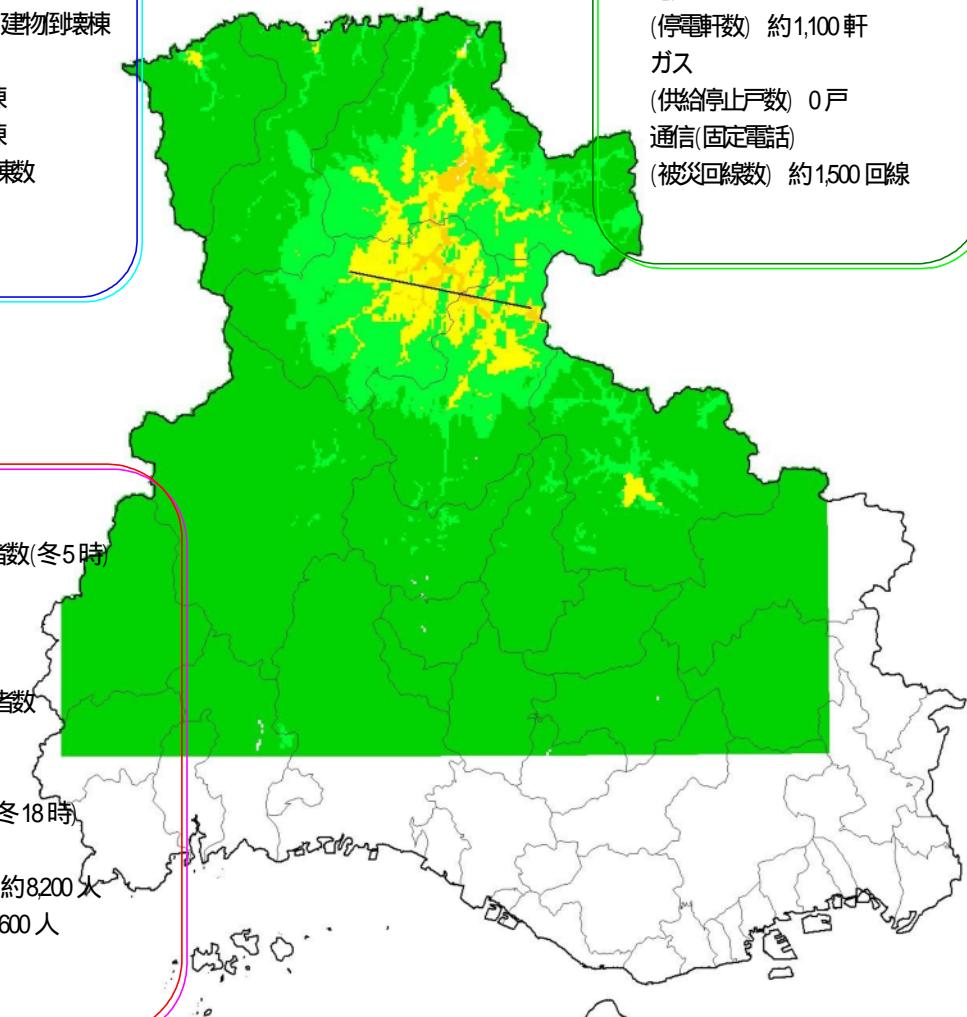 建物倒壊棟
棟
棟
棟数
(停電軒数) 約1,100軒
ガス
(供給停止戸数) 0戸
通信(固定電話)
(被災回線数) 約1,500回線
者数(冬5時)
者数
冬18時)
約8,200人
600人